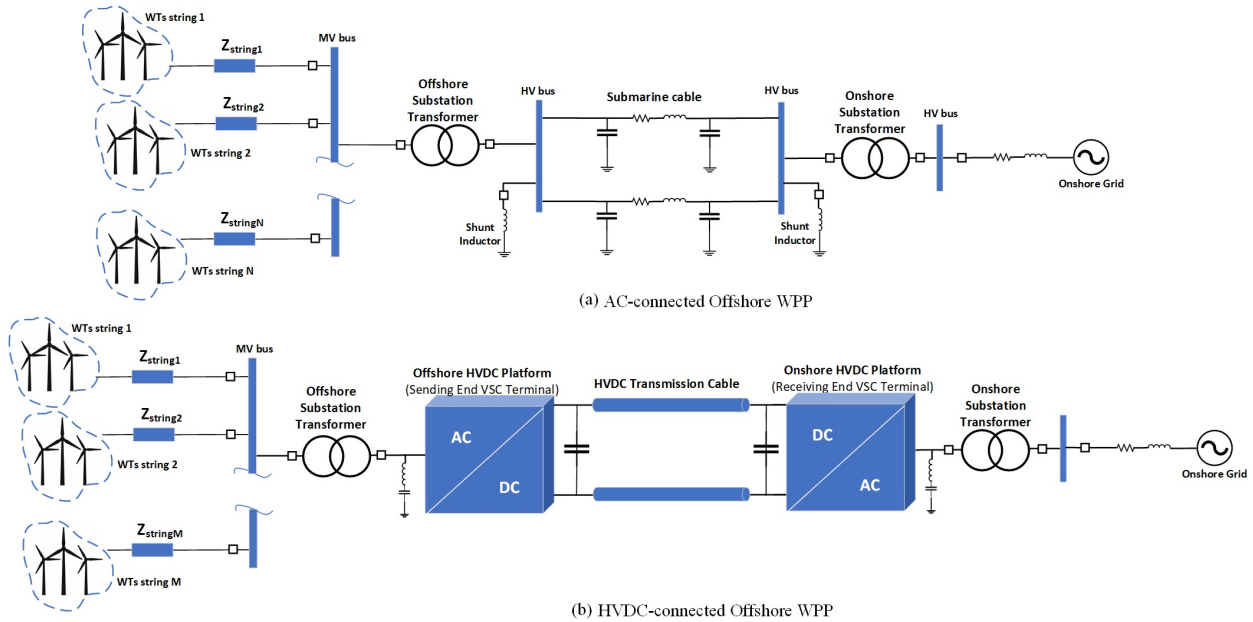 WTs string 1
Zstring1
MV bus
Zstring2
WTs string 2
ZstringN
WTs string N
Offshore
Substation
Transformer
HV bus
Submarine cable
HV bus
Onshore
Substation
Transformer
HV bus
Onshore Grid
Shunt
Inductor
Shunt
Inductor
(a) AC-connected Offshore WPP
WTs string 1
Zstring1
MV bus
Zstring2
WTs string 2
ZstringM
WTs string M
Offshore
Substation
Transformer
Offshore HVDC Platform
(Sending End VSC Terminal)
AC
DC
HVDC Transmission Cable
Onshore HVDC Platform
(Receiving End VSC Terminal)
DC
AC
Onshore
Substation
Transformer
Onshore Grid
(b) HVDC-connected Offshore WPP